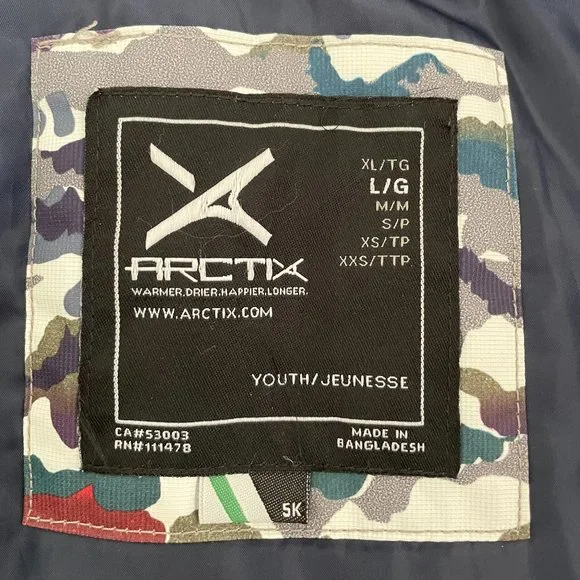 XL/TG
L/G
M/M
S/P
XS/TP
XXS/TTP
ARCTIX
WARMER.DRIER.HAPPIER.LONGER.
WWW.ARCTIX.COM
YOUTH/JEUNESSE
CA#53003
RN#111478
MADE IN
BANGLADESH
5K